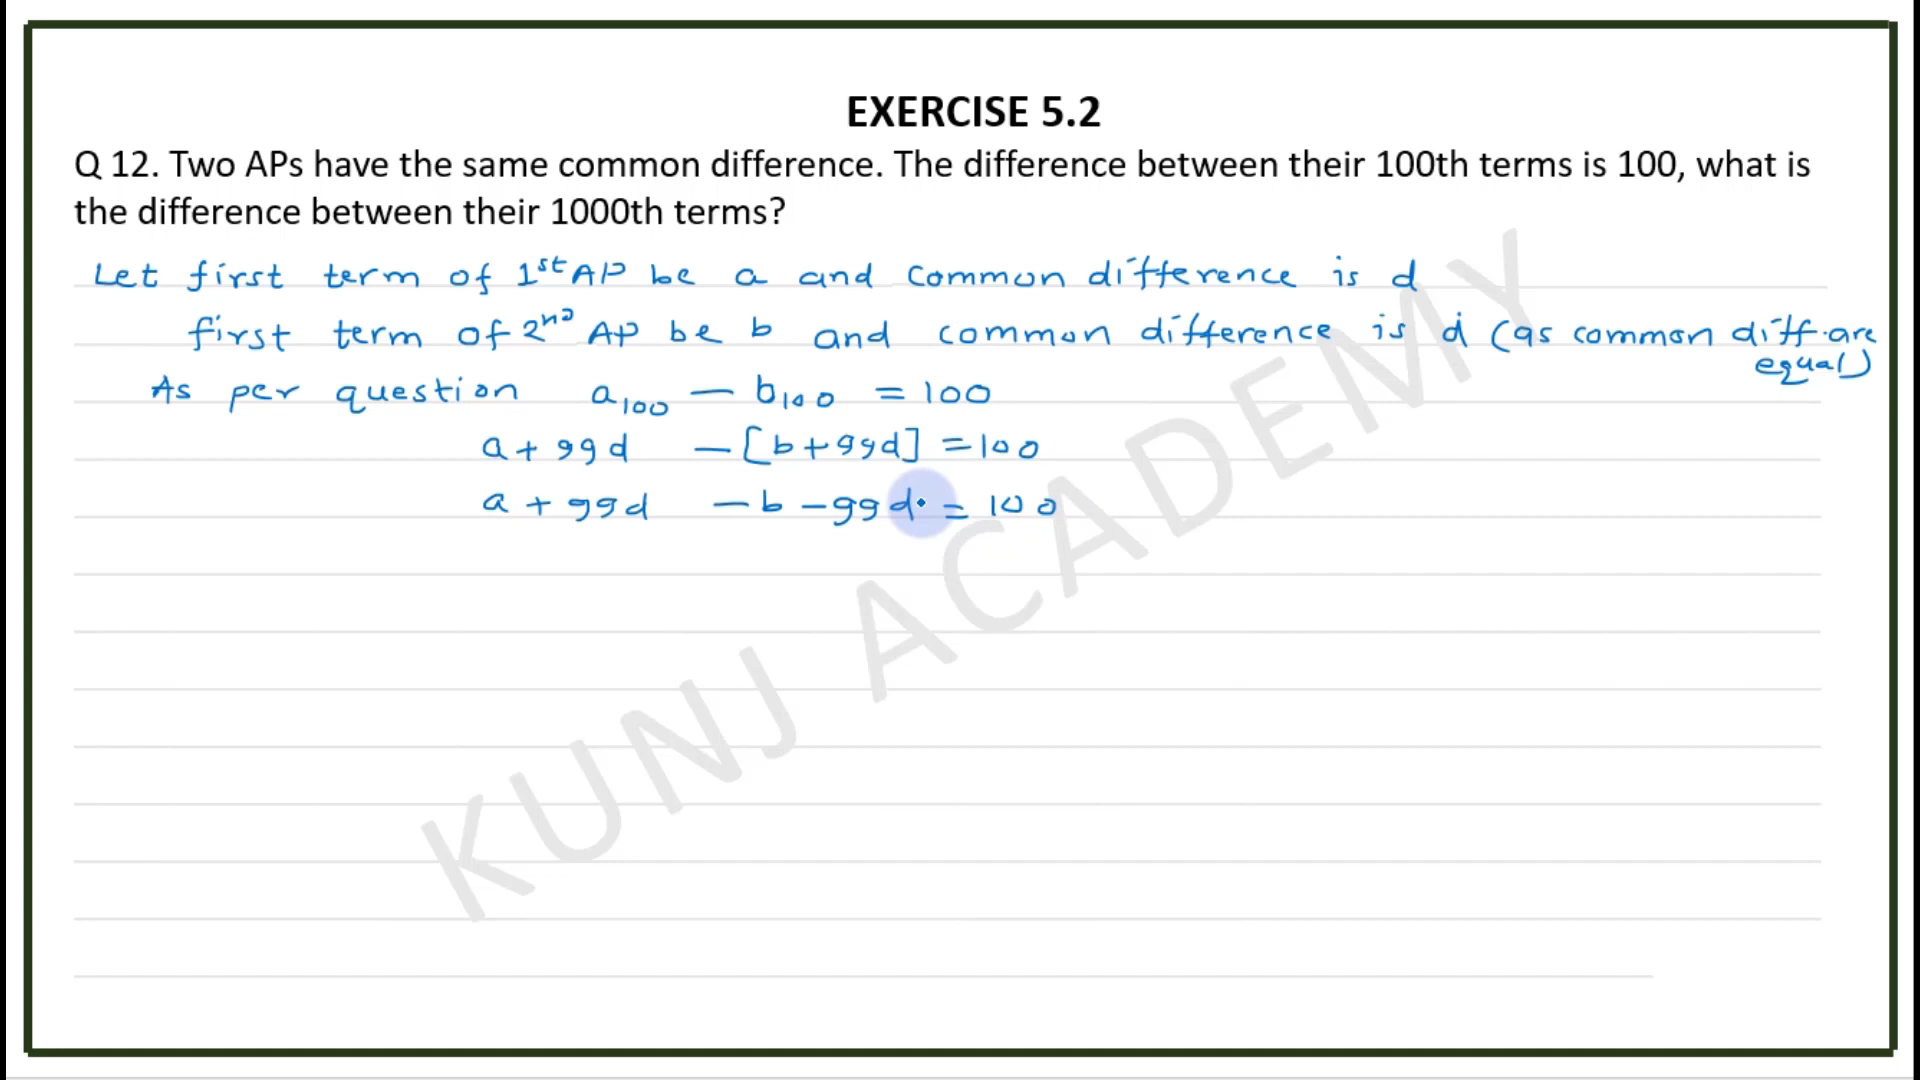 EXERCISE 5.2
Q 12. Two APs have the same common difference. The difference between their 100th terms is 100, what is
the difference between their 1000th terms?
Let first term of 1st AP be a and common difference is d
first term of 2nd AP be b and common difference is d (as common diff. are
equal)
As per question a₁₀₀ — b₁₀₀ = 100
a + 99d — [b + 99d] = 100
a + 99d — b – 99d = 100
KUNJ ACADEMY